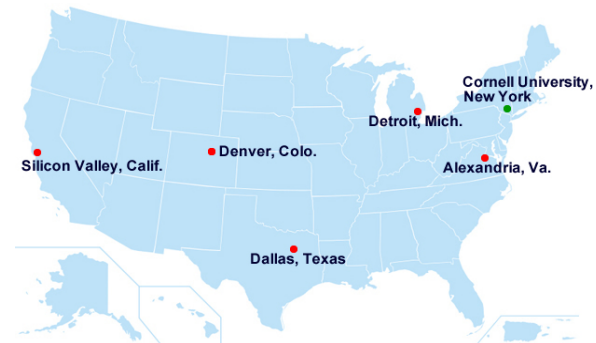 Cornell University,
New York
Detroit, Mich.
Denver, Colo.
Silicon Valley, Calif.
Alexandria, Va.
Dallas, Texas